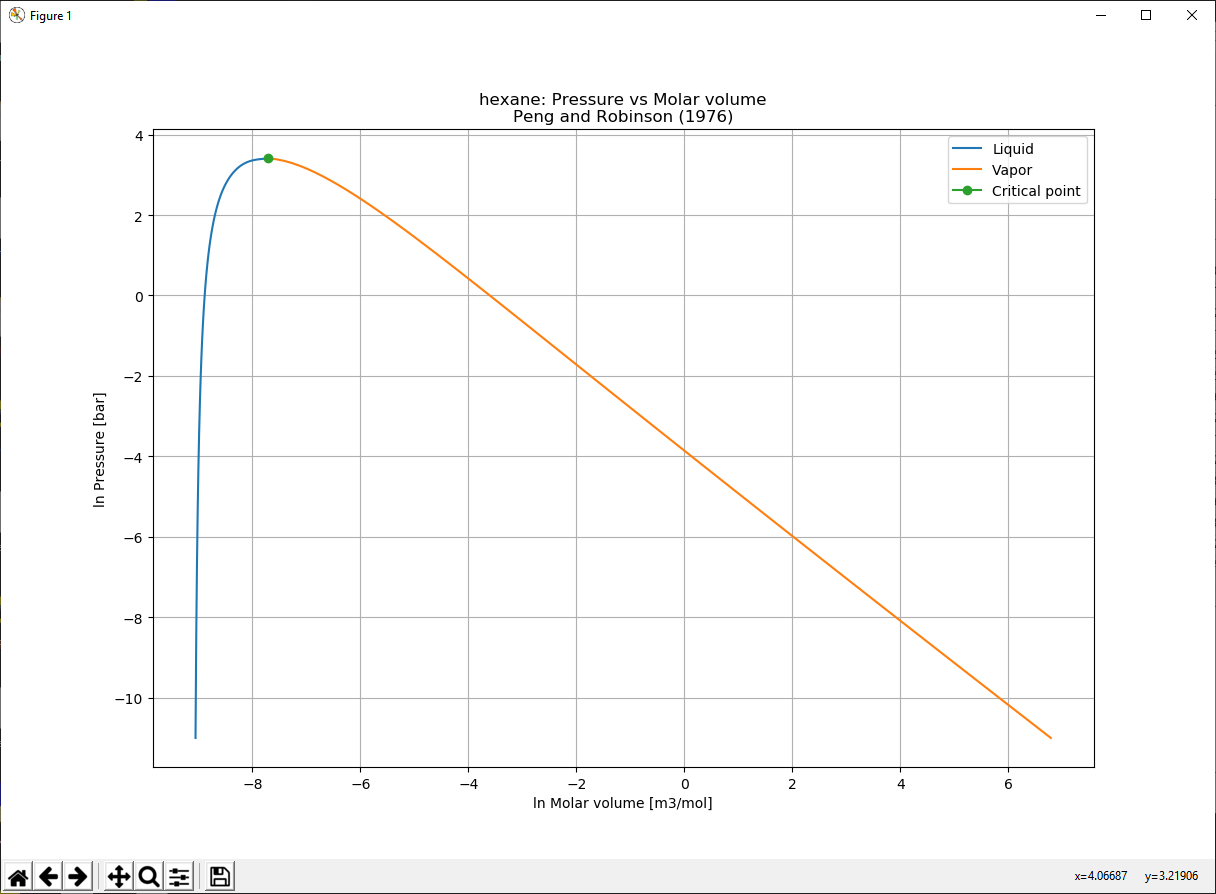 Figure 1
hexane: Pressure vs Molar volume
Peng and Robinson (1976)
Liquid
Vapor
Critical point
4
2
0
−2
−4
−6
−8
−10
ln Pressure [bar]
−8
−6
−4
−2
0
2
4
6
ln Molar volume [m3/mol]
x=4.06687 y=3.21906